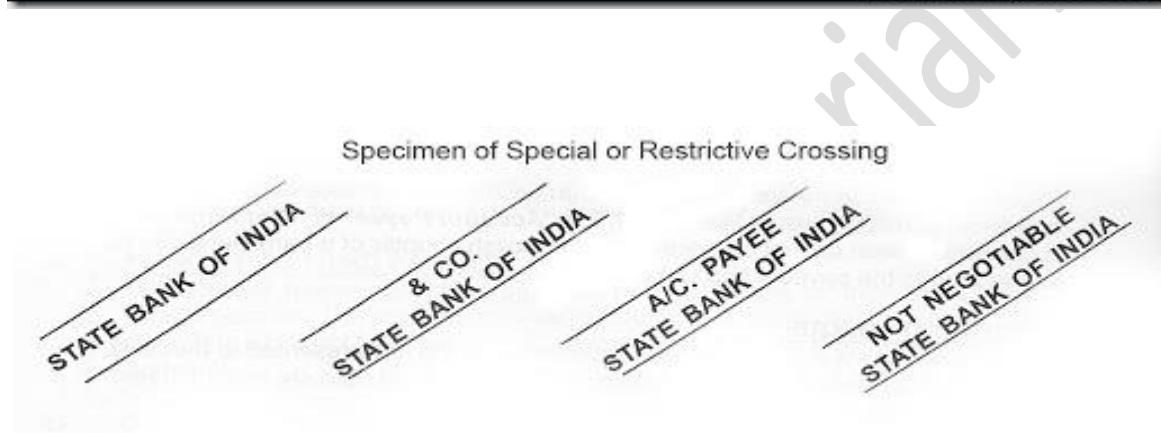 Specimen of Special or Restrictive Crossing
STATE BANK OF INDIA
& CO.
STATE BANK OF INDIA
A/C. PAYEE
STATE BANK OF INDIA
NOT NEGOTIABLE
STATE BANK OF INDIA